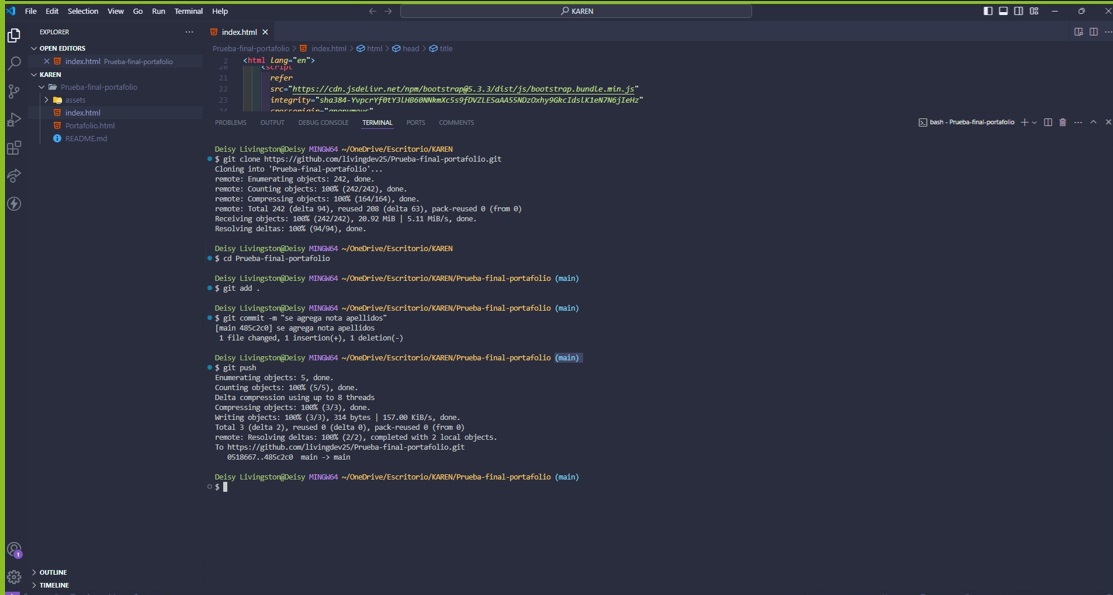 File Edit Selection View Go Run Terminal Help
KAREN
EXPLORER
OPEN EDITORS
index.html Prueba-final-portafolio
KAREN
Prueba-final-portafolio
assets
index.html
Portafolio.html
README.md
OUTLINE
TIMELINE
index.html
Prueba-final-portafolio > index.html > html > head > title
2 <html lang="en">
20 <script
21 refer
22 src="https://cdn.jsdelivr.net/npm/bootstrap@5.3.3/dist/js/bootstrap.bundle.min.js"
23 integrity="sha384-YvpcrYf0tY3lHB60NNkmXc5s9fDVZLESaAA55NDzOxhy9GkcIdslK1eN7N6jIeHz"
crossorigin="anonymous"
PROBLEMS OUTPUT DEBUG CONSOLE TERMINAL PORTS COMMENTS
bash - Prueba-final-portafolio
Deisy Livingston@Deisy MINGW64 ~/OneDrive/Escritorio/KAREN
$ git clone https://github.com/livingdev25/Prueba-final-portafolio.git
Cloning into 'Prueba-final-portafolio'...
remote: Enumerating objects: 242, done.
remote: Counting objects: 100% (242/242), done.
remote: Compressing objects: 100% (164/164), done.
remote: Total 242 (delta 94), reused 208 (delta 63), pack-reused 0 (from 0)
Receiving objects: 100% (242/242), 20.92 MiB | 5.11 MiB/s, done.
Resolving deltas: 100% (94/94), done.
Deisy Livingston@Deisy MINGW64 ~/OneDrive/Escritorio/KAREN
$ cd Prueba-final-portafolio
Deisy Livingston@Deisy MINGW64 ~/OneDrive/Escritorio/KAREN/Prueba-final-portafolio (main)
$ git add .
Deisy Livingston@Deisy MINGW64 ~/OneDrive/Escritorio/KAREN/Prueba-final-portafolio (main)
$ git commit -m "se agrega nota apellidos"
[main 485c2c0] se agrega nota apellidos
1 file changed, 1 insertion(+), 1 deletion(-)
Deisy Livingston@Deisy MINGW64 ~/OneDrive/Escritorio/KAREN/Prueba-final-portafolio (main)
$ git push
Enumerating objects: 5, done.
Counting objects: 100% (5/5), done.
Delta compression using up to 8 threads
Compressing objects: 100% (3/3), done.
Writing objects: 100% (3/3), 314 bytes | 157.00 KiB/s, done.
Total 3 (delta 2), reused 0 (delta 0), pack-reused 0 (from 0)
remote: Resolving deltas: 100% (2/2), completed with 2 local objects.
To https://github.com/livingdev25/Prueba-final-portafolio.git
0518667..485c2c0 main -> main
Deisy Livingston@Deisy MINGW64 ~/OneDrive/Escritorio/KAREN/Prueba-final-portafolio (main)
$